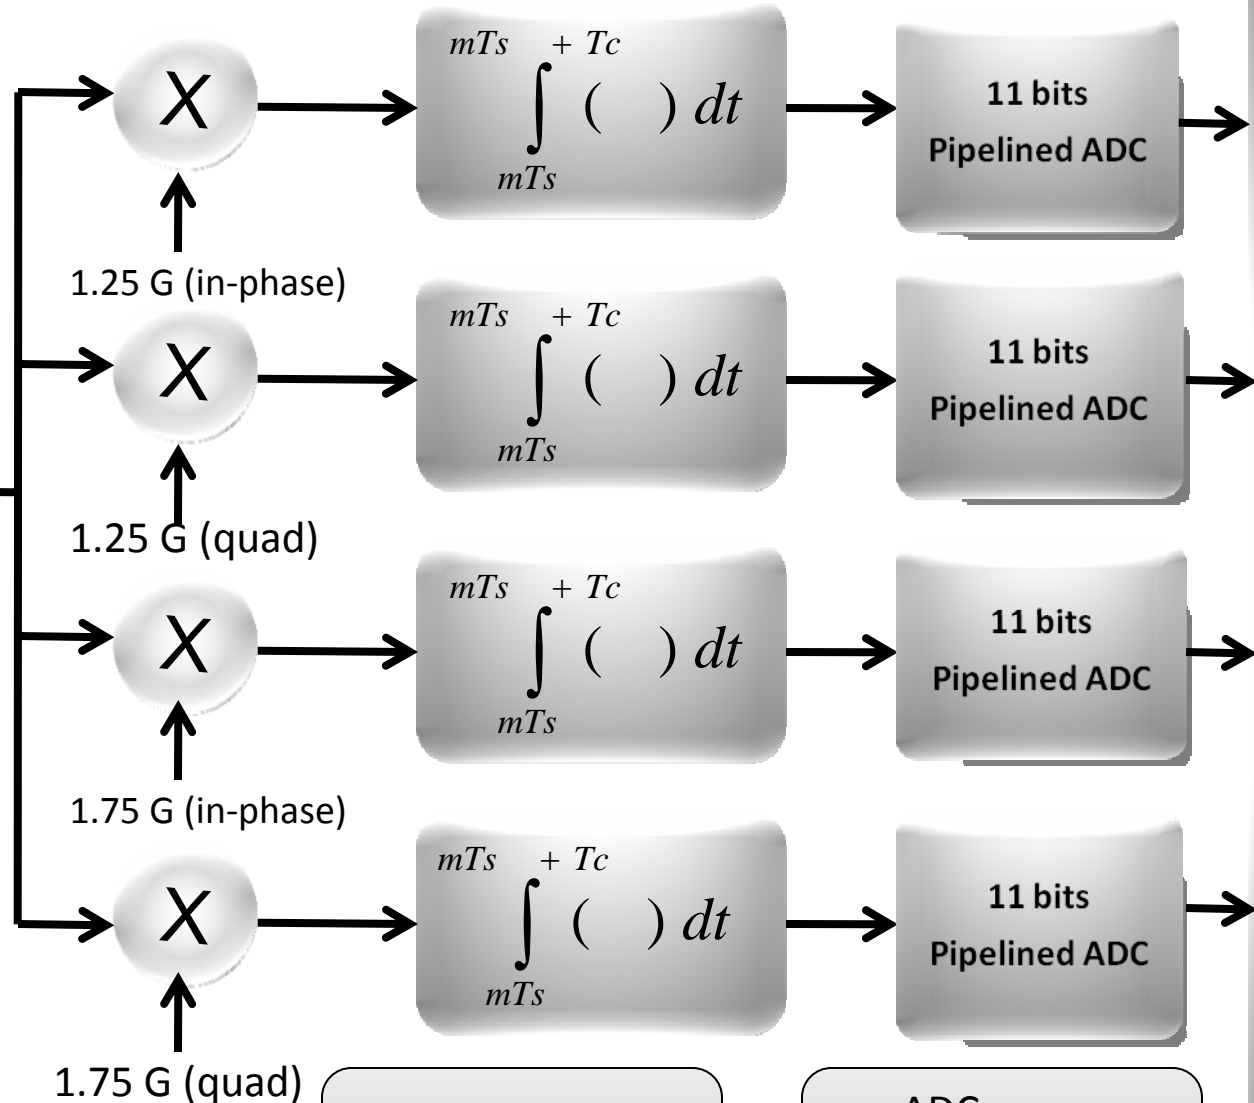 X
mTs + Tc
∫ ( ) dt
mTs
11 bits
Pipelined ADC
1.25 G (in-phase)
X
mTs + Tc
∫ ( ) dt
mTs
11 bits
Pipelined ADC
1.25 G (quad)
X
mTs + Tc
∫ ( ) dt
mTs
11 bits
Pipelined ADC
1.75 G (in-phase)
X
mTs + Tc
∫ ( ) dt
mTs
11 bits
Pipelined ADC
1.75 G (quad)
ADC